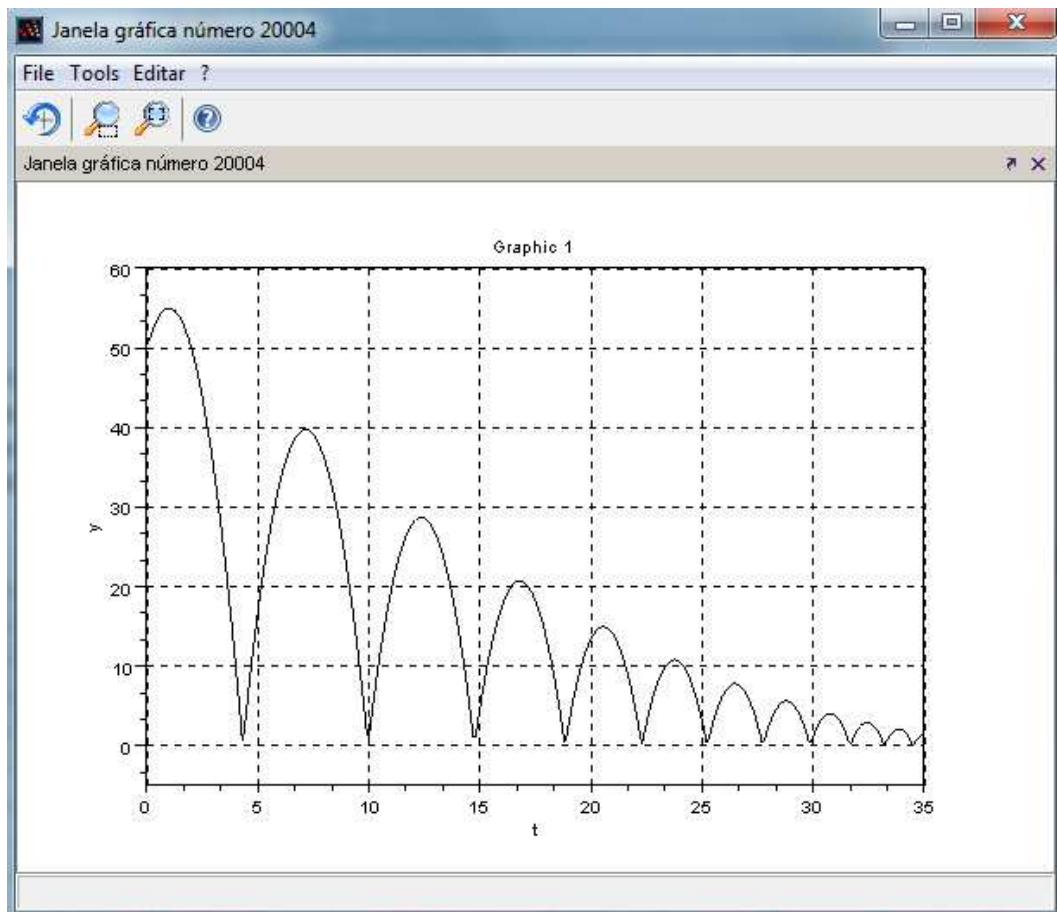 Janela gráfica número 20004
File Tools Editar ?
Janela gráfica número 20004
Graphic 1
60
50
40
30
20
10
0
y
0 5 10 15 20 25 30 35
t